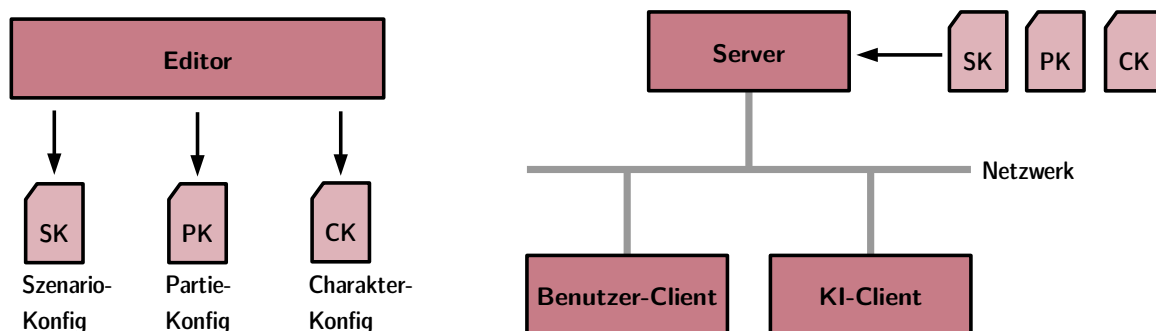 Editor
SK
PK
CK
Szenario-
Konfig
Partie-
Konfig
Charakter-
Konfig
Server
SK
PK
CK
Netzwerk
Benutzer-Client
KI-Client